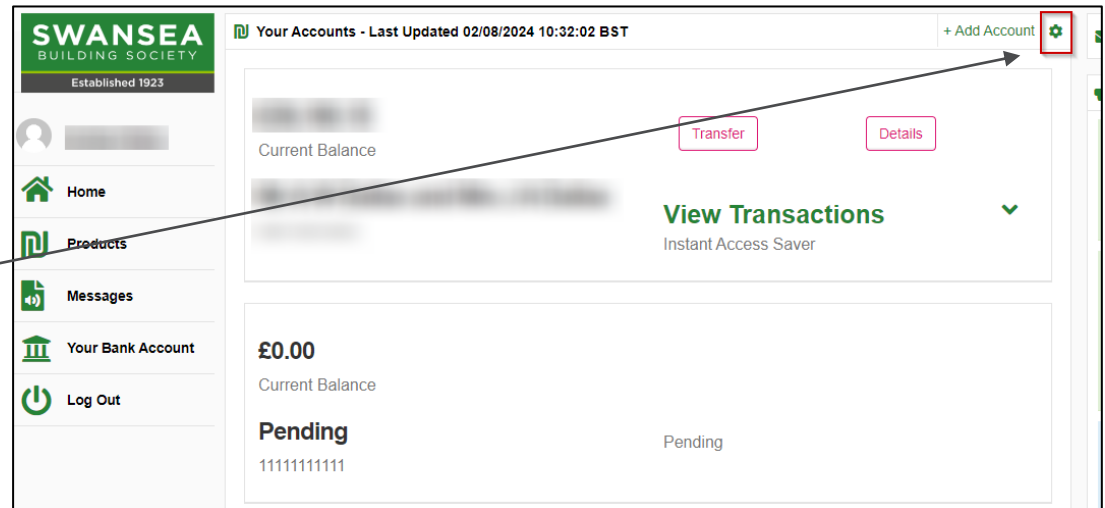 SWANSEA
BUILDING SOCIETY
Established 1923
Your Accounts - Last Updated 02/08/2024 10:32:02 BST
+ Add Account
Current Balance
Transfer
Details
Home
Products
View Transactions
Instant Access Saver
Messages
Your Bank Account
£0.00
Current Balance
Log Out
Pending
Pending
11111111111